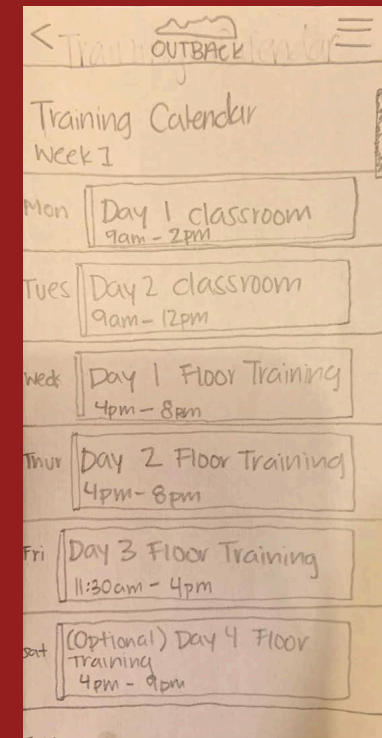 <
OUTBACK
Training Calendar
Week 1
Mon
Day 1 classroom
9am - 2pm
Tues
Day 2 classroom
9am - 12pm
Wed
Day 1 Floor Training
4pm - 8pm
Thur
Day 2 Floor Training
4pm - 8pm
Fri
Day 3 Floor Training
11:30am - 4pm
Sat
(Optional) Day 4 Floor
Training
4pm - 9pm